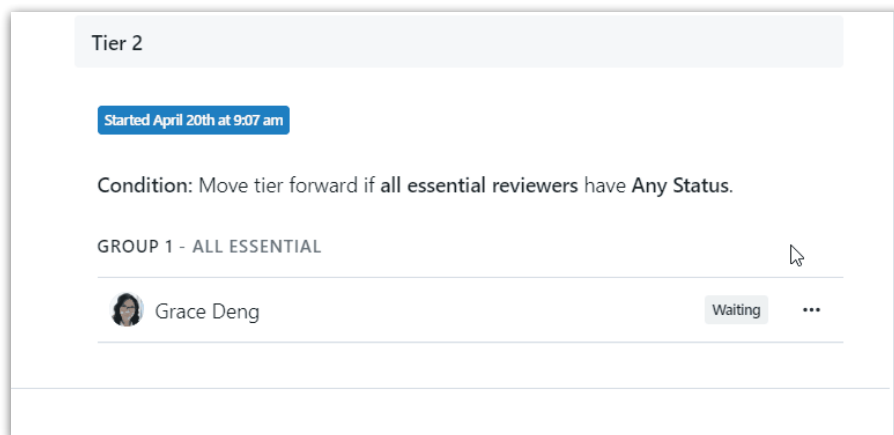 Tier 2
Started April 20th at 9:07 am
Condition: Move tier forward if all essential reviewers have Any Status.
GROUP 1 - ALL ESSENTIAL
Grace Deng Waiting